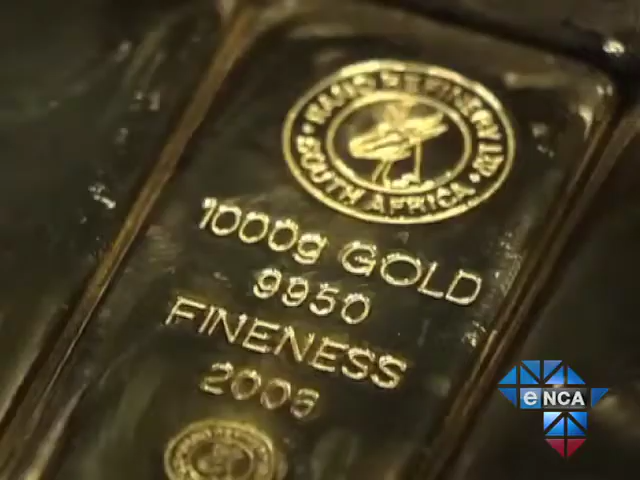 RAND REFINERY LTD
SOUTH AFRICA
1000g GOLD
9950
FINENESS
2006
eNCA